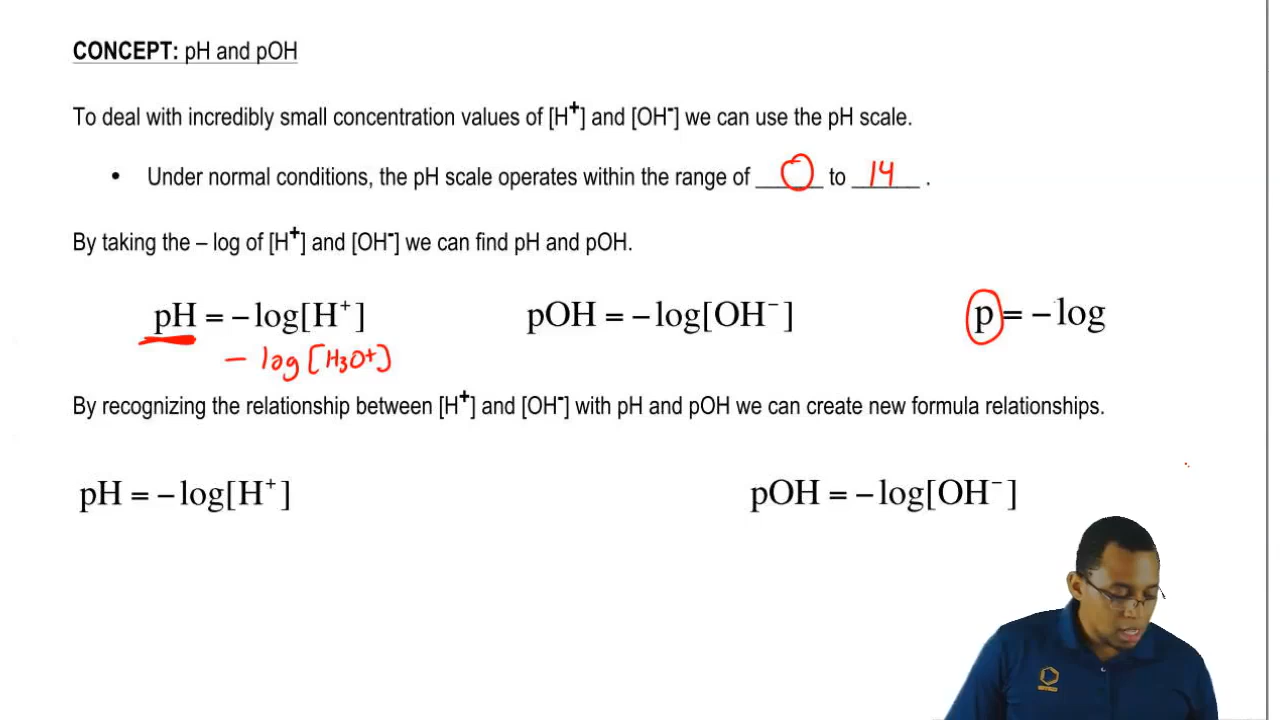 CONCEPT: pH and pOH
To deal with incredibly small concentration values of [H⁺] and [OH⁻] we can use the pH scale.
• Under normal conditions, the pH scale operates within the range of 0 to 14 .
By taking the – log of [H⁺] and [OH⁻] we can find pH and pOH.
pH = −log[H⁺] pOH = −log[OH⁻] p = −log
− log [H₃O⁺]
By recognizing the relationship between [H⁺] and [OH⁻] with pH and pOH we can create new formula relationships.
pH = −log[H⁺] pOH = −log[OH⁻]